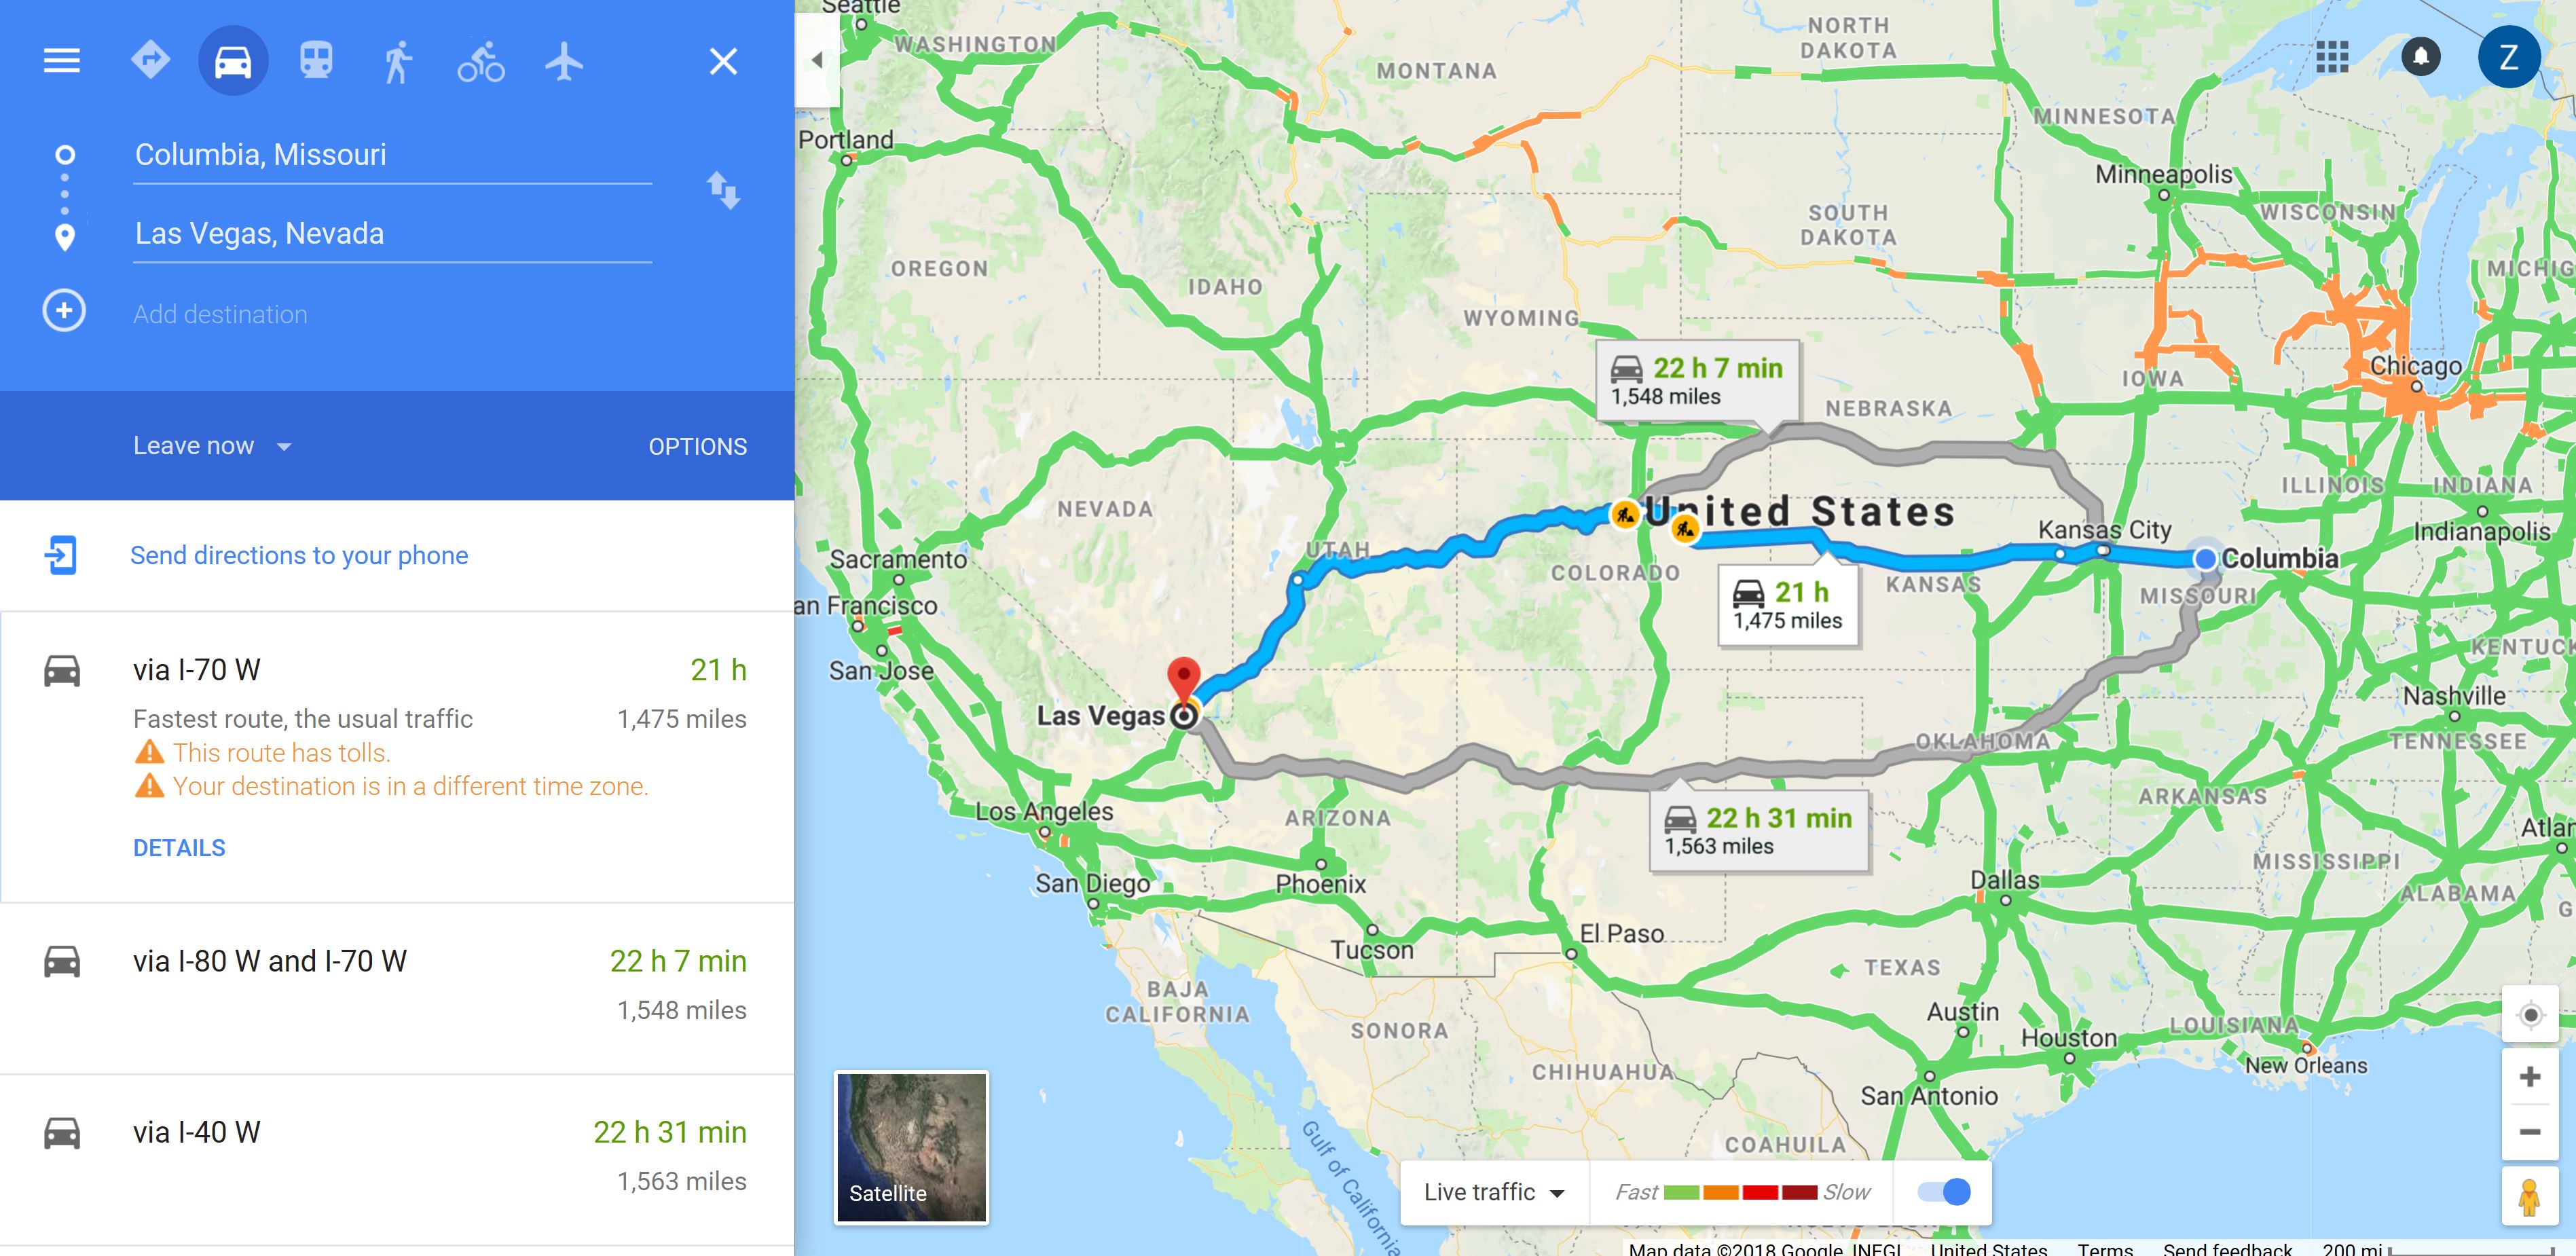 Columbia, Missouri
Las Vegas, Nevada
Add destination
Leave now
OPTIONS
Send directions to your phone
via I-70 W
21 h
Fastest route, the usual traffic
1,475 miles
This route has tolls.
Your destination is in a different time zone.
DETAILS
via I-80 W and I-70 W
22 h 7 min
1,548 miles
via I-40 W
22 h 31 min
1,563 miles
Seattle
WASHINGTON
NORTH
DAKOTA
MONTANA
Z
MINNESOTA
Portland
Minneapolis
WISCONSIN
SOUTH
DAKOTA
OREGON
IDAHO
MICHIG
WYOMING
22 h 7 min
1,548 miles
Chicago
IOWA
NEBRASKA
NEVADA
United States
ILLINOIS
INDIANA
Kansas City
Indianapolis
UTAH
Sacramento
Columbia
COLORADO
KANSAS
21 h
1,475 miles
MISSOURI
an Francisco
San Jose
KENTUCK
Nashville
Las Vegas
OKLAHOMA
TENNESSEE
Los Angeles
ARIZONA
22 h 31 min
1,563 miles
ARKANSAS
Atlan
MISSISSIPPI
San Diego
Phoenix
Dallas
ALABAMA
G
El Paso
Tucson
TEXAS
BAJA
CALIFORNIA
SONORA
Austin
LOUISIANA
Houston
New Orleans
CHIHUAHUA
San Antonio
COAHUILA
Gulf of California
Satellite
Live traffic
Fast
Slow
Map data ©2018 Google, INEGI
United States
Terms
Send feedback
200 mi